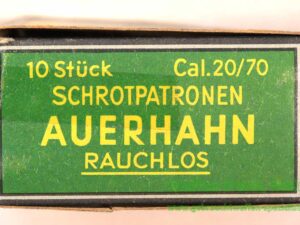 10 Stück Cal.20/70
SCHROTPATRONEN
AUERHAHN
RAUCHLOS